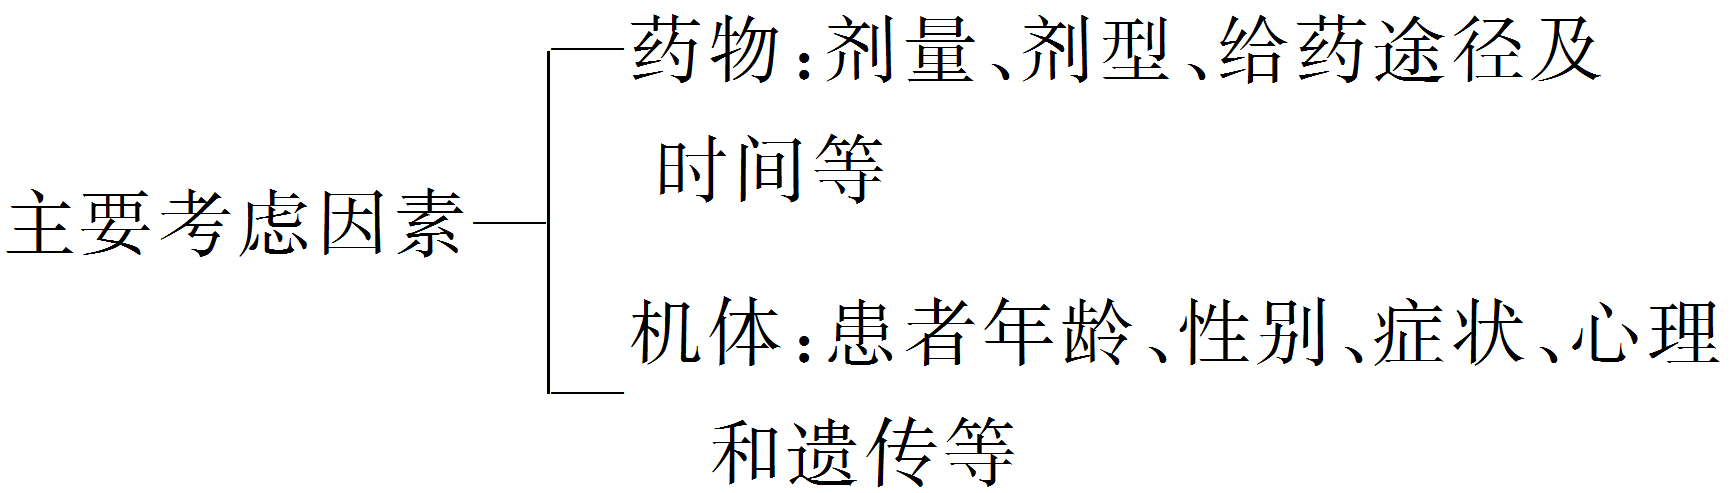 药物:剂量、剂型、给药途径及
时间等
主要考虑因素
机体:患者年龄、性别、症状、心理
和遗传等